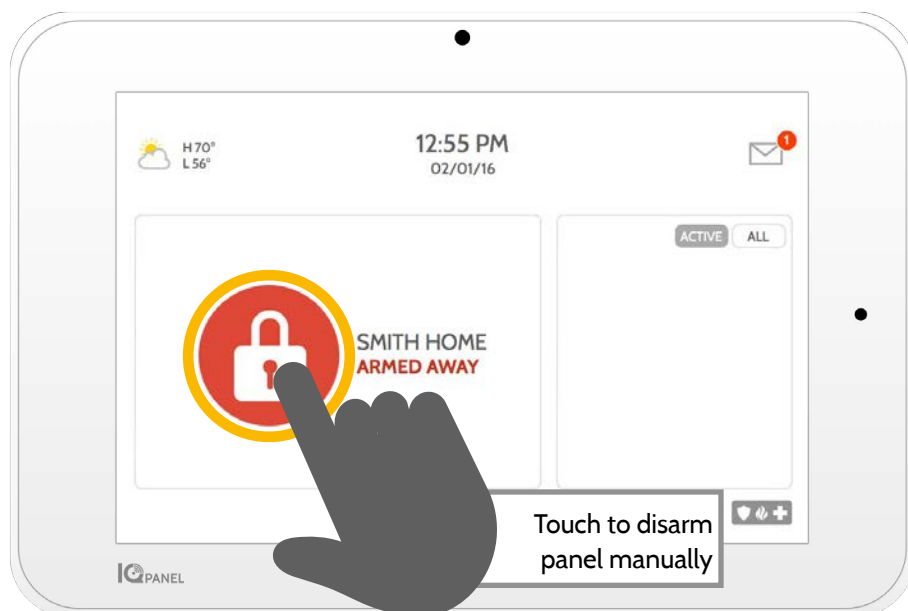 H 70°
L 56°
12:55 PM
02/01/16
1
ACTIVE
ALL
SMITH HOME
ARMED AWAY
Touch to disarm
panel manually
IQ PANEL